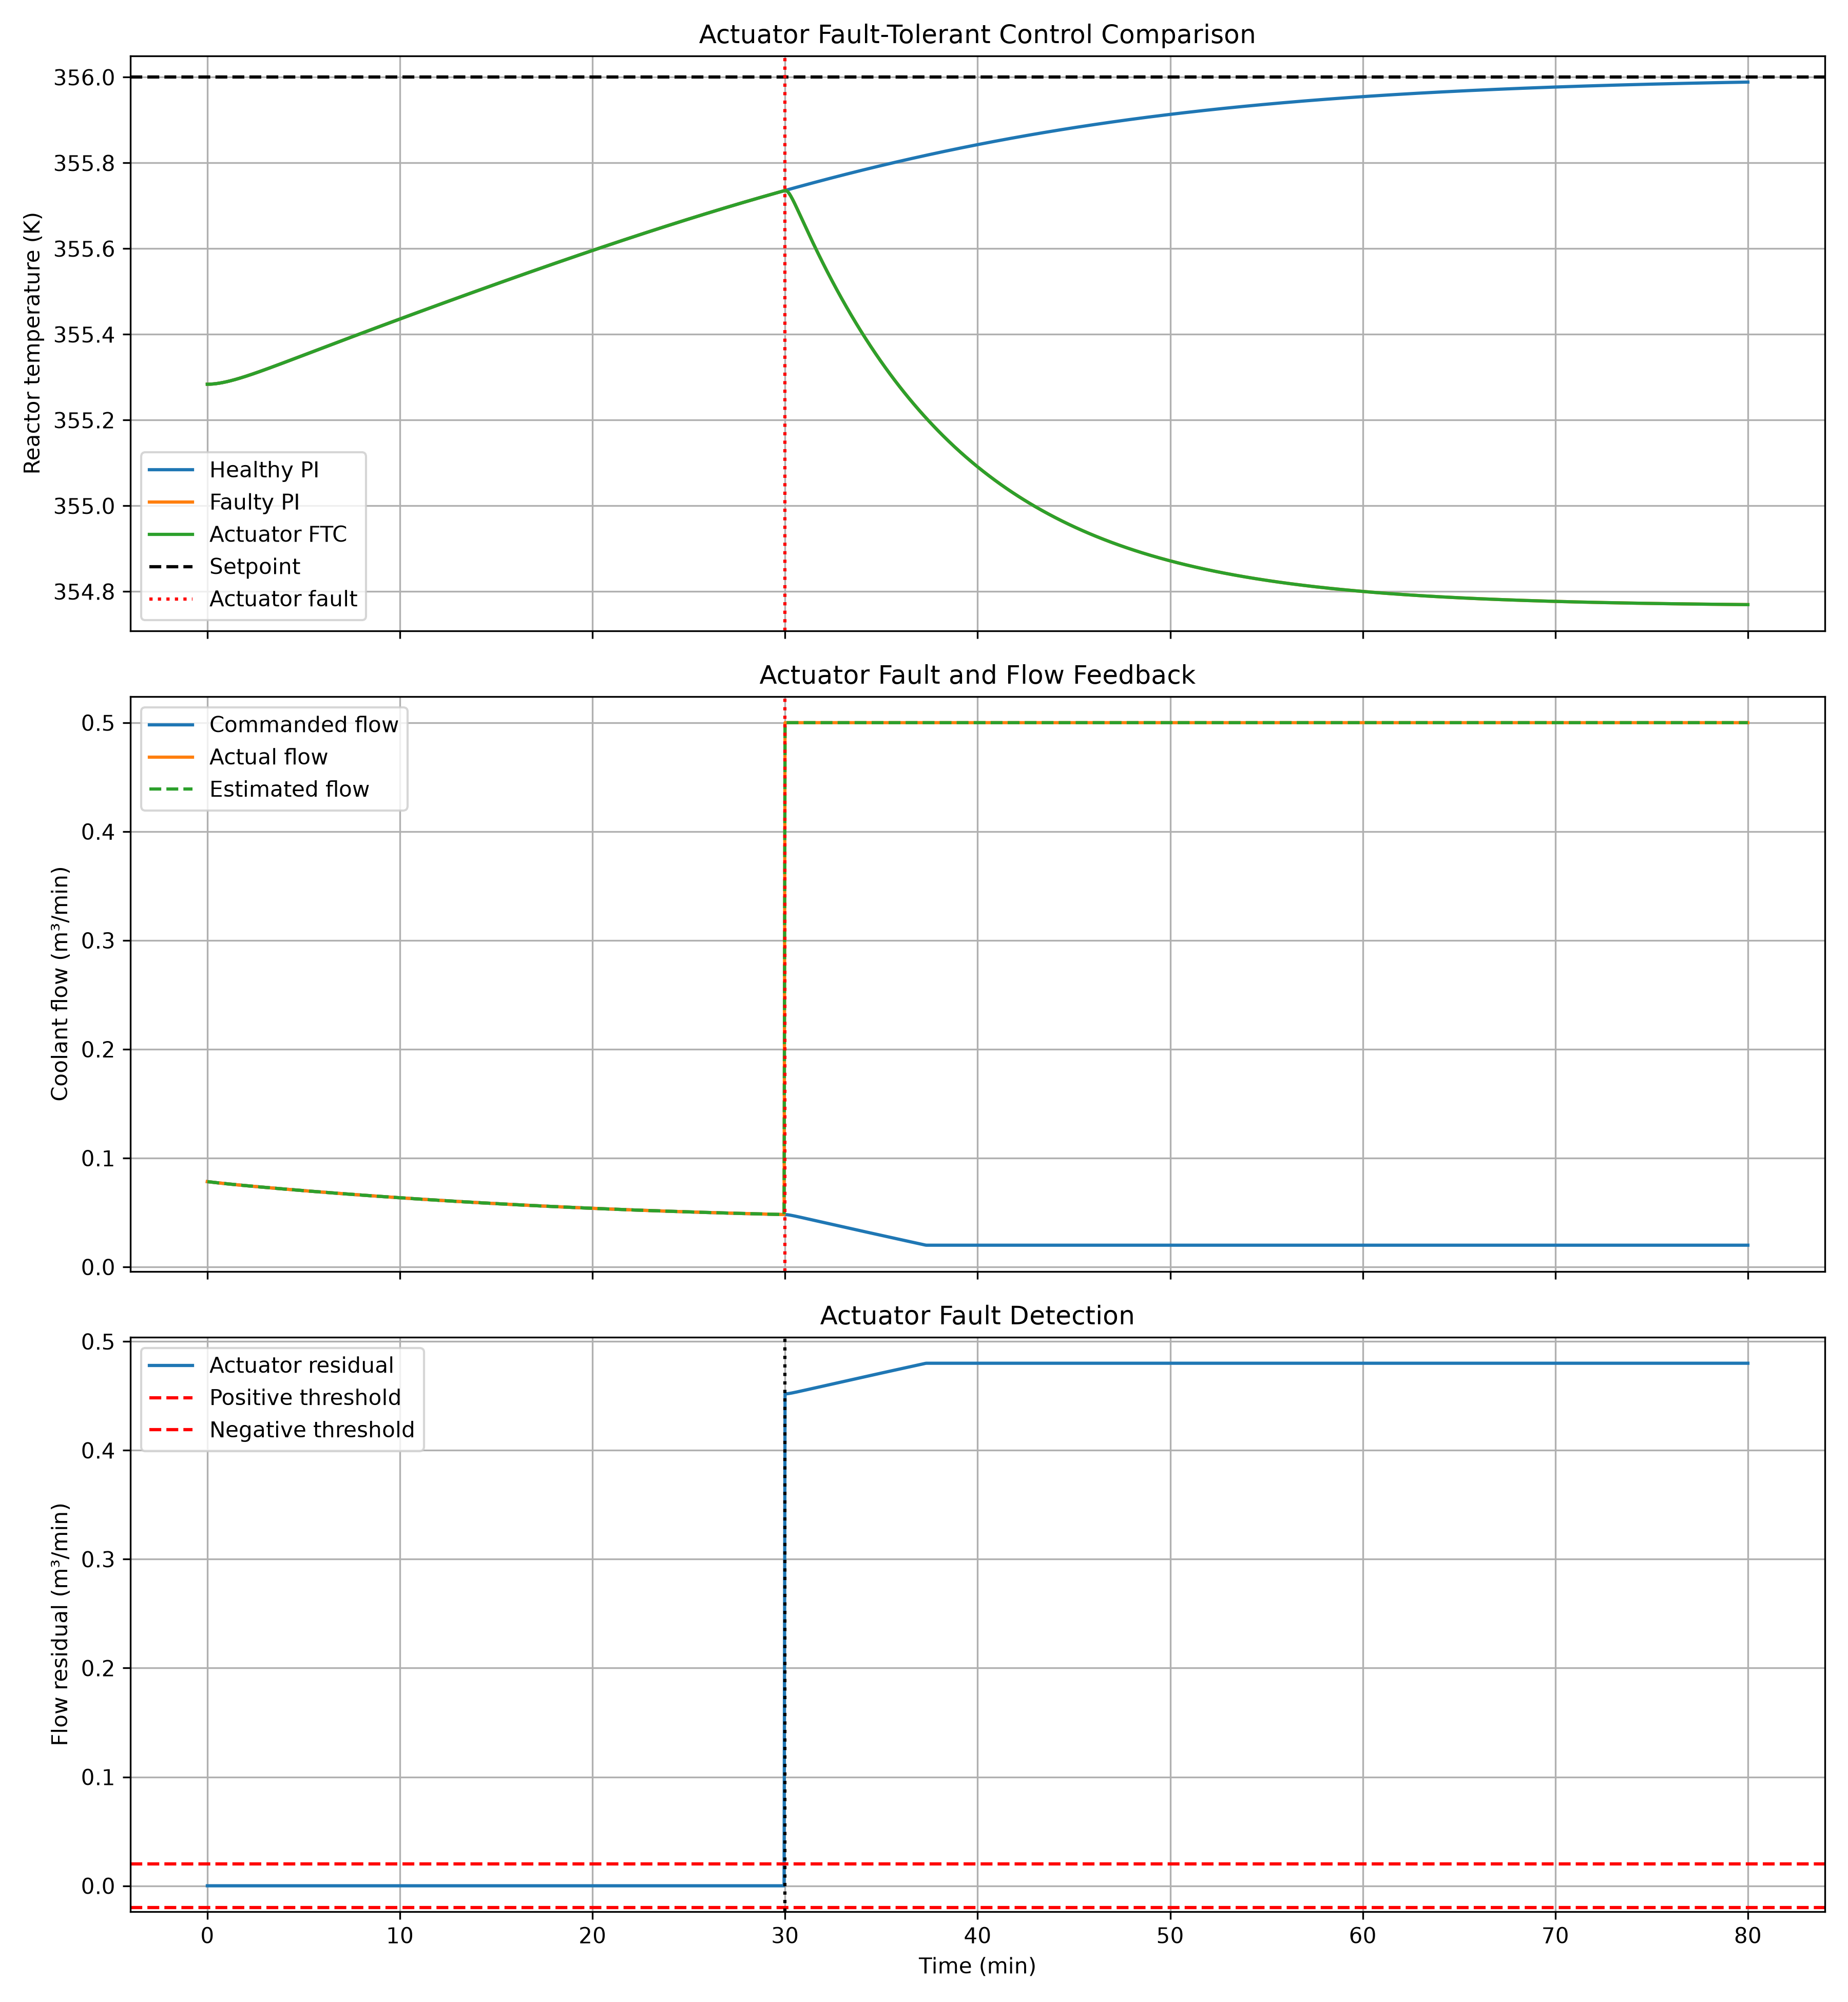 Actuator Fault-Tolerant Control Comparison
Reactor temperature (K)
356.0
355.8
355.6
355.4
355.2
355.0
354.8
Healthy PI
Faulty PI
Actuator FTC
Setpoint
Actuator fault
Actuator Fault and Flow Feedback
Coolant flow (m³/min)
0.5
0.4
0.3
0.2
0.1
0.0
Commanded flow
Actual flow
Estimated flow
Actuator Fault Detection
Flow residual (m³/min)
0.5
0.4
0.3
0.2
0.1
0.0
Actuator residual
Positive threshold
Negative threshold
0 10 20 30 40 50 60 70 80
Time (min)